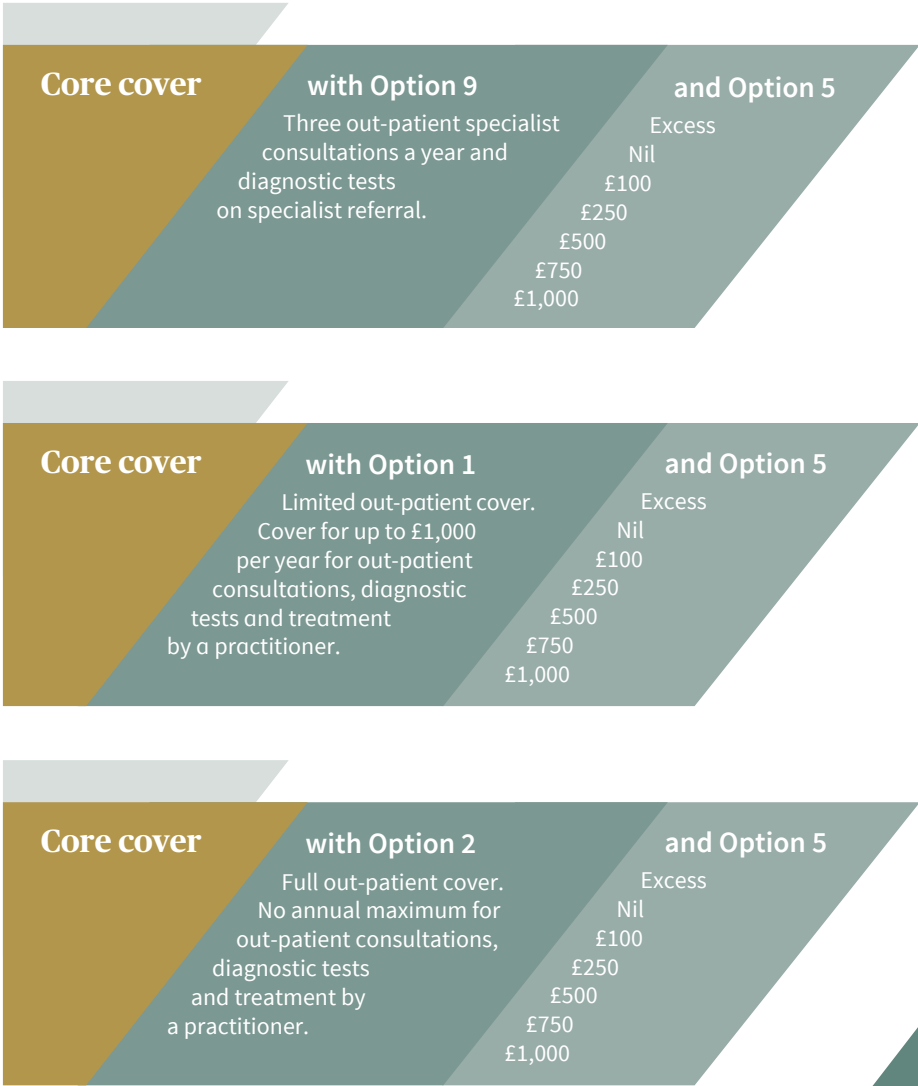 Core cover
with Option 9
Three out-patient specialist
consultations a year and
diagnostic tests
on specialist referral.
and Option 5
Excess
Nil
£100
£250
£500
£750
£1,000
Core cover
with Option 1
Limited out-patient cover.
Cover for up to £1,000
per year for out-patient
consultations, diagnostic
tests and treatment
by a practitioner.
and Option 5
Excess
Nil
£100
£250
£500
£750
£1,000
Core cover
with Option 2
Full out-patient cover.
No annual maximum for
out-patient consultations,
diagnostic tests
and treatment by
a practitioner.
and Option 5
Excess
Nil
£100
£250
£500
£750
£1,000